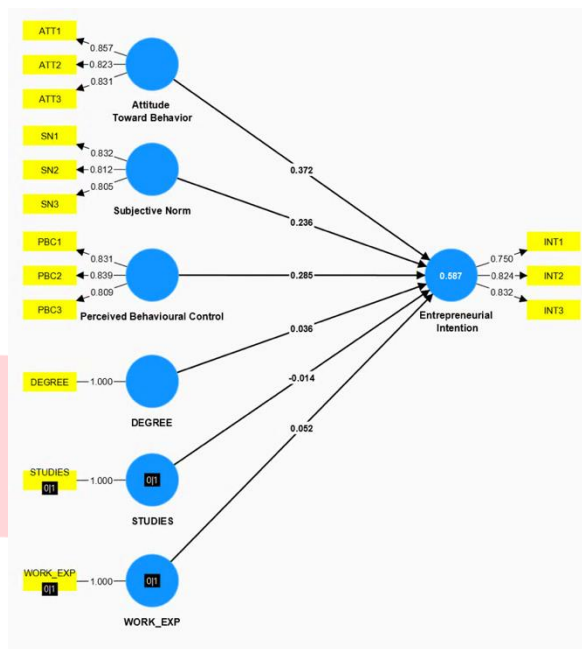 ATT1
0.857
ATT2
0.823
ATT3
0.831
Attitude
Toward Behavior
0.372
SN1
0.832
SN2
0.812
SN3
0.805
Subjective Norm
0.236
PBC1
0.831
PBC2
0.839
PBC3
0.809
Perceived Behavioural Control
0.285
0.587
Entrepreneurial
Intention
INT1
0.750
INT2
0.824
INT3
0.832
DEGREE
1.000
DEGREE
0.036
STUDIES
0|1
1.000
0|1
STUDIES
-0.014
WORK_EXP
0|1
1.000
0|1
WORK_EXP
0.052